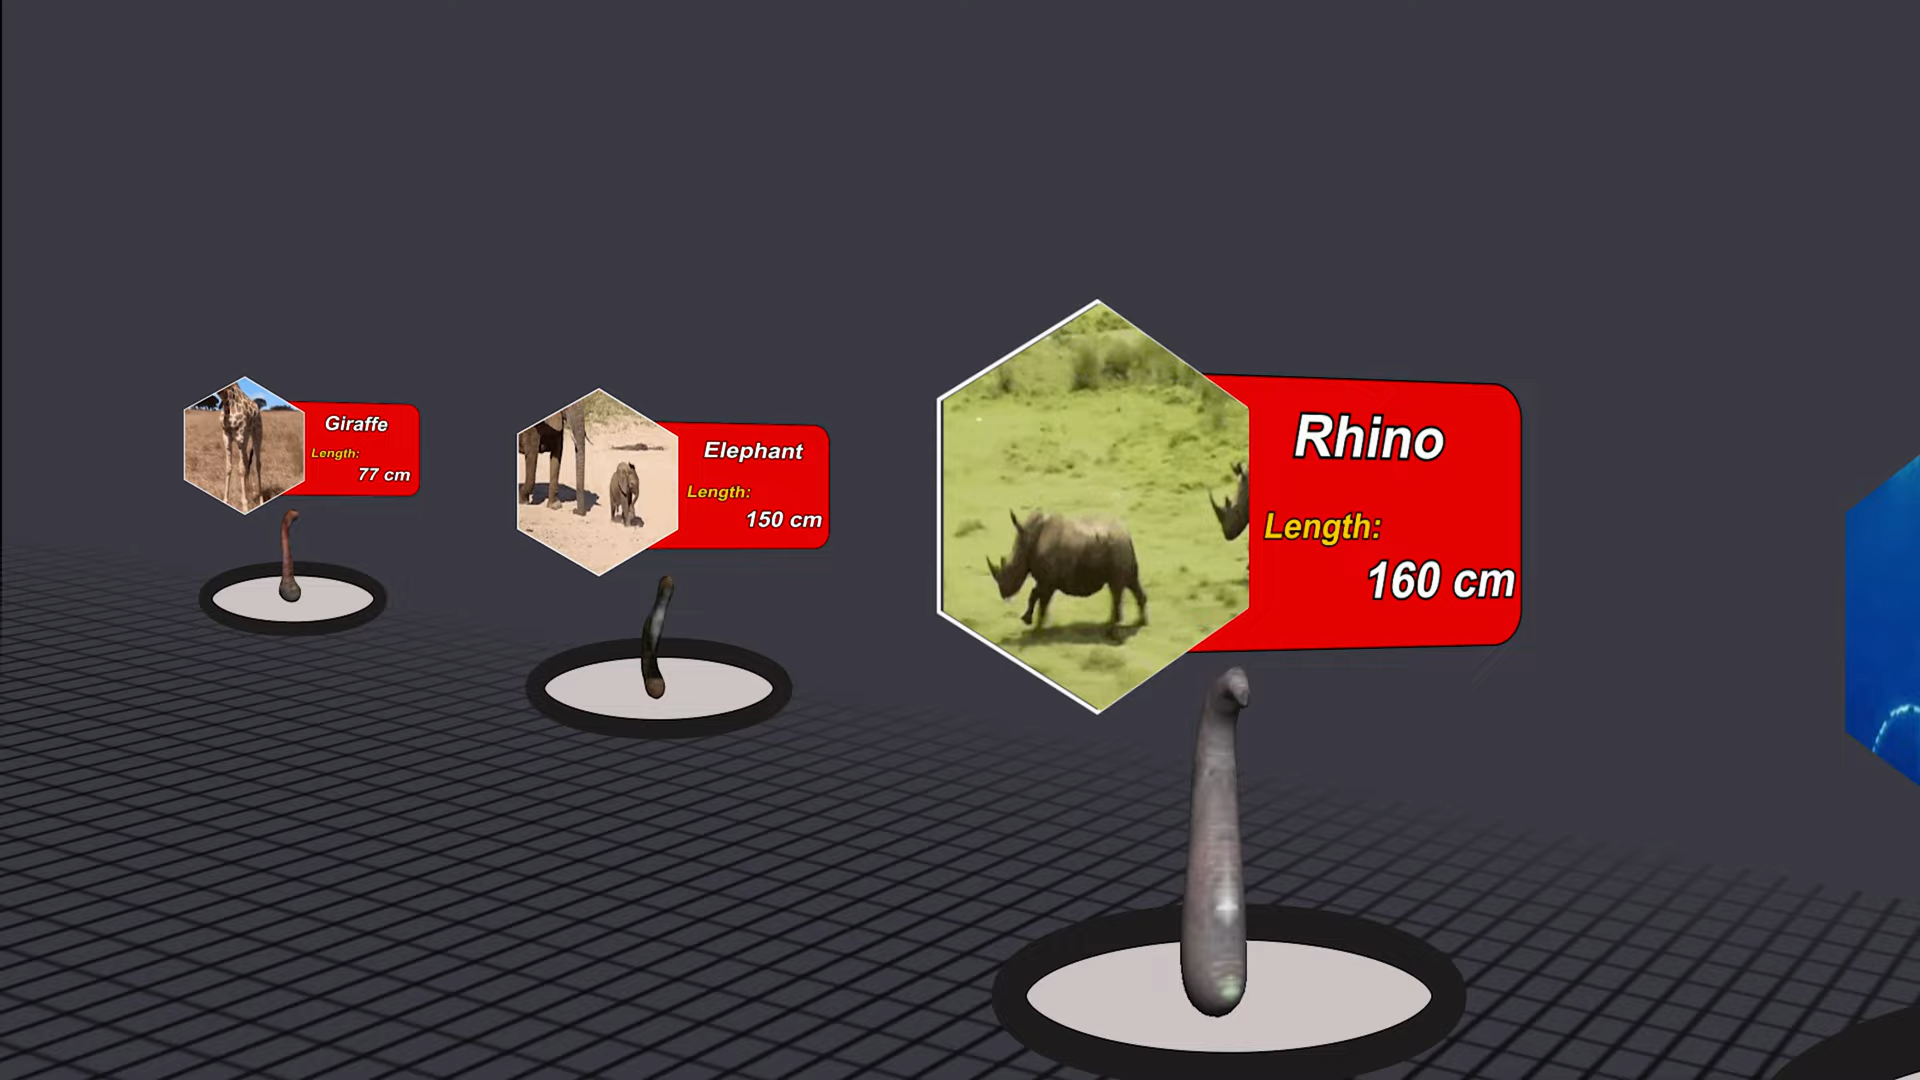 Giraffe
Length:
77 cm
Elephant
Length:
150 cm
Rhino
Length:
160 cm